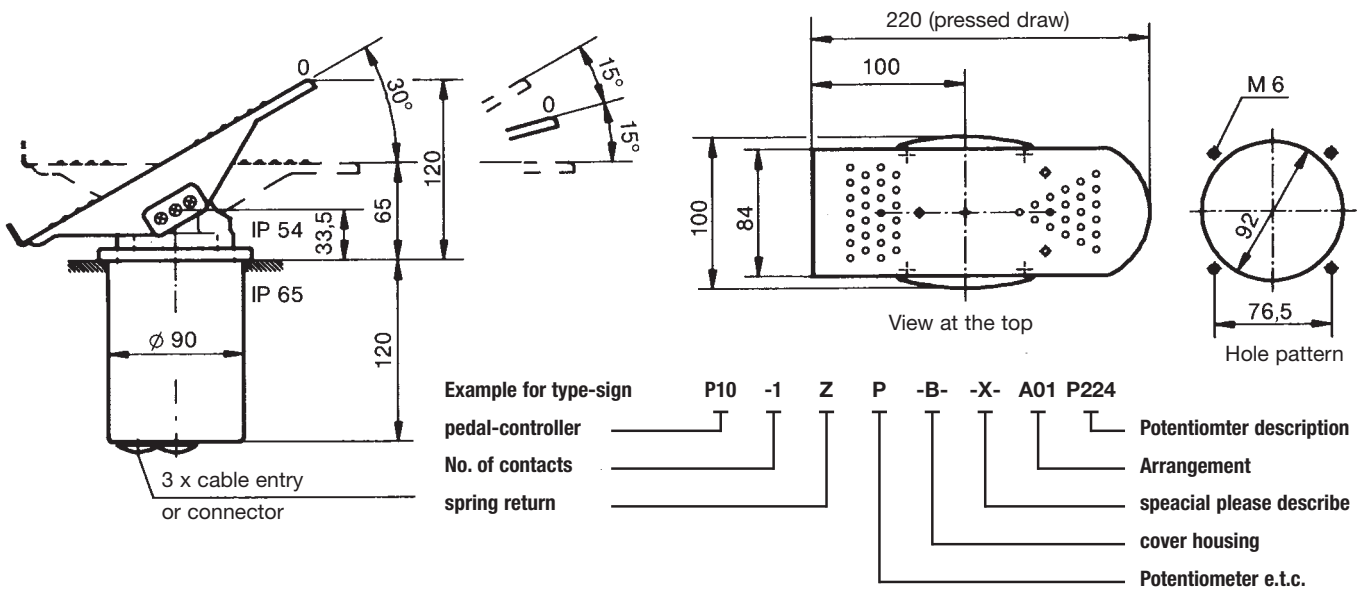 220 (pressed draw)
100
0
30°
15°
0
15°
120
65
33,5
IP 54
IP 65
120
Ø 90
3 x cable entry
or connector
100
84
View at the top
M 6
92
76,5
Hole pattern
Example for type-sign P10 -1 Z P -B- -X- A01 P224
pedal-controller
Potentiomter description
No. of contacts
Arrangement
spring return
speacial please describe
cover housing
Potentiometer e.t.c.